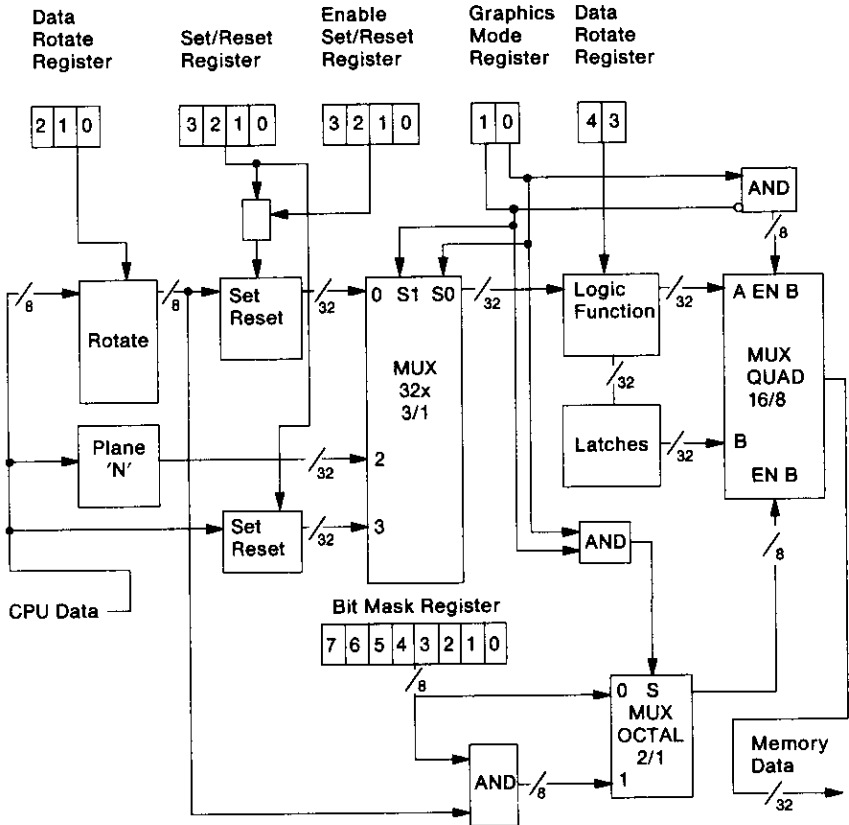 Data
Rotate
Register
Set/Reset
Register
Enable
Set/Reset
Register
Graphics
Mode
Register
Data
Rotate
Register
2 1 0
3 2 1 0
3 2 1 0
1 0
4 3
AND
8
8
Rotate
8
Set
Reset
32
0 S1 S0
MUX
32x
3/1
32
Logic
Function
32
A EN B
MUX
QUAD
16/8
32
Latches
32
B
EN B
Plane
'N'
32
2
Set
Reset
32
3
AND
8
CPU Data
Bit Mask Register
7 6 5 4 3 2 1 0
8
0 S
MUX
OCTAL
2/1
1
AND
8
Memory
Data
32